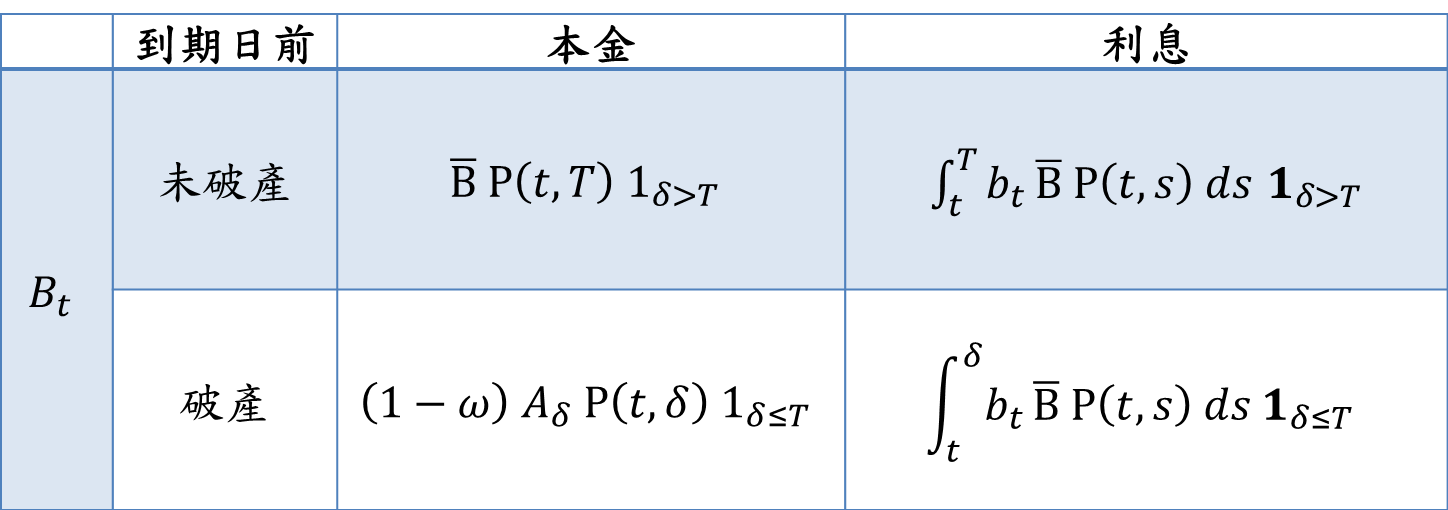 到期日前 本金 利息
未破產 B̅ P(t, T) 1_{δ>T} ∫_t^T b_t B̅ P(t, s) ds 𝟏_{δ>T}
B_t
破產 (1 − ω) A_δ P(t, δ) 1_{δ≤T} ∫_t^δ b_t B̅ P(t, s) ds 𝟏_{δ≤T}